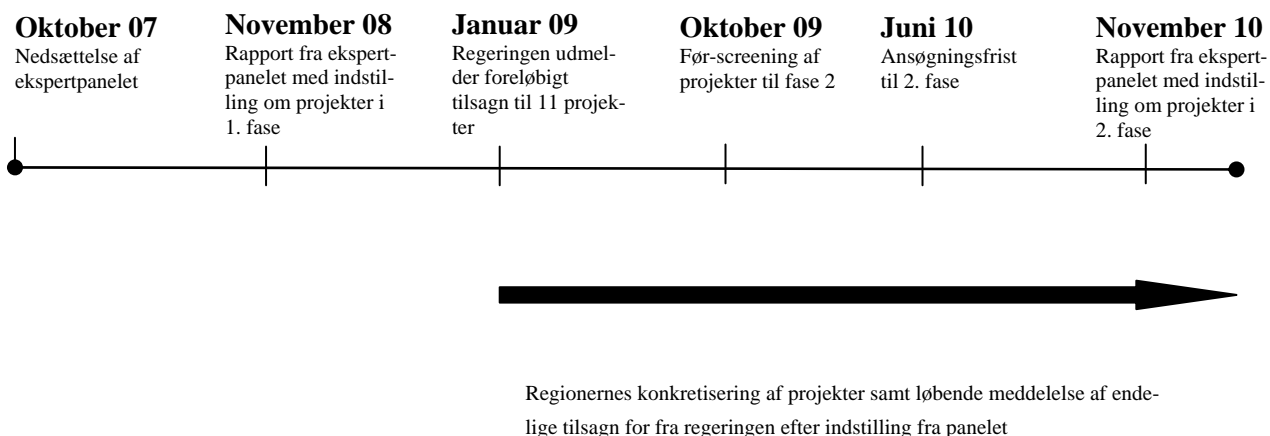 Oktober 07
Nedsættelse af
ekspertpanelet
November 08
Rapport fra ekspert-
panelet med indstil-
ling om projekter i
1. fase
Januar 09
Regeringen udmel-
der foreløbigt
tilsagn til 11 projek-
ter
Oktober 09
Før-screening af
projekter til fase 2
Juni 10
Ansøgningsfrist
til 2. fase
November 10
Rapport fra ekspert-
panelet med indstil-
ling om projekter i
2. fase
Regionernes konkretisering af projekter samt løbende meddelelse af ende-
lige tilsagn for fra regeringen efter indstilling fra panelet